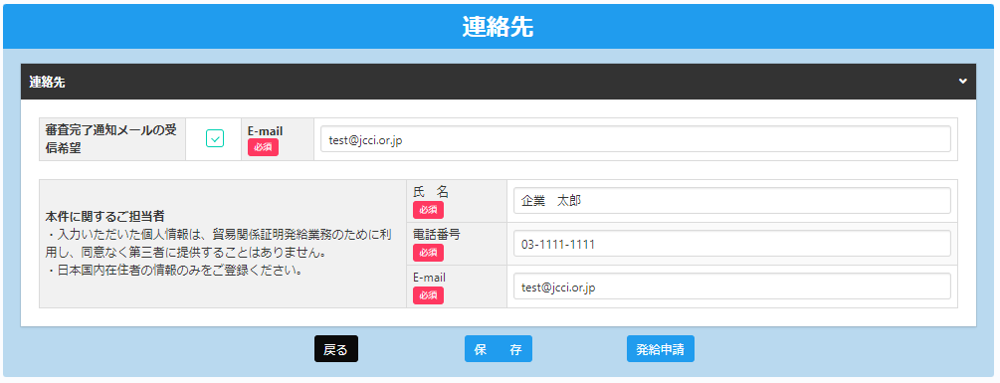 連絡先
連絡先
審査完了通知メールの受
信希望
E-mail
必須
test@jcci.or.jp
本件に関するご担当者
・入力いただいた個人情報は、貿易関係証明発給業務のために利
用し、同意なく第三者に提供することはありません。
・日本国内在住者の情報のみをご登録ください。
氏　名
必須
企業　太郎
電話番号
必須
03-1111-1111
E-mail
必須
test@jcci.or.jp
戻る
保　　存
発給申請